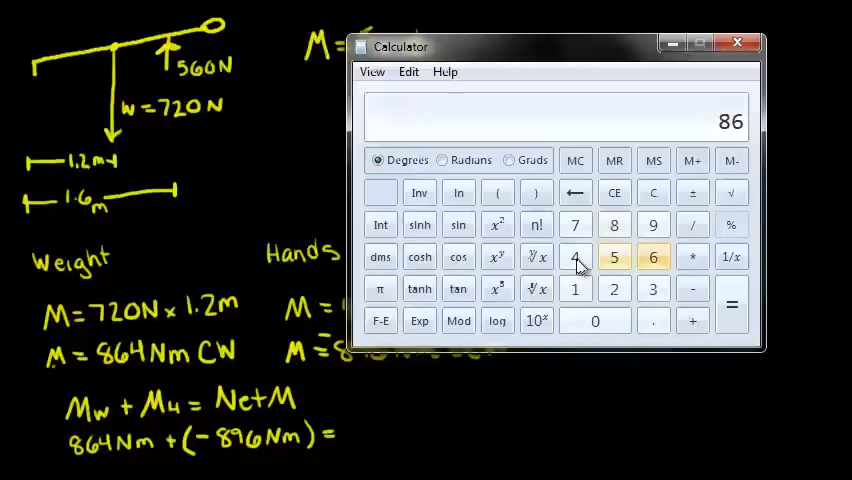 M=
560N
W=720N
1.2m
1.6m
Weight
M=720N x 1.2m
M=864Nm CW
Hands
M=
M=
Mw + MH = Net M
864Nm + (-896Nm) =
Calculator
View Edit Help
86
Degrees Radians Grads MC MR MS M+ M-
Inv ln ( ) ← CE C ± √
Int sinh sin x² n! 7 8 9 / %
dms cosh cos xʸ ʸ√x 4 5 6 * 1/x
π tanh tan x³ ³√x 1 2 3 - =
F-E Exp Mod log 10ˣ 0 . +